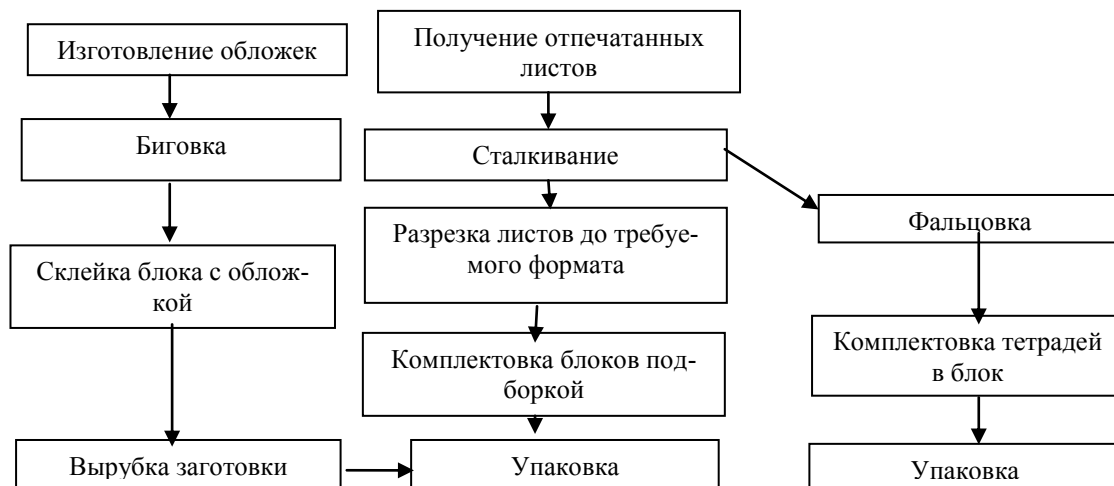 Изготовление обложек
Биговка
Склейка блока с облож-
кой
Вырубка заготовки
Получение отпечатанных
листов
Сталкивание
Разрезка листов до требуе-
мого формата
Комплектовка блоков под-
боркой
Упаковка
Фальцовка
Комплектовка тетрадей
в блок
Упаковка